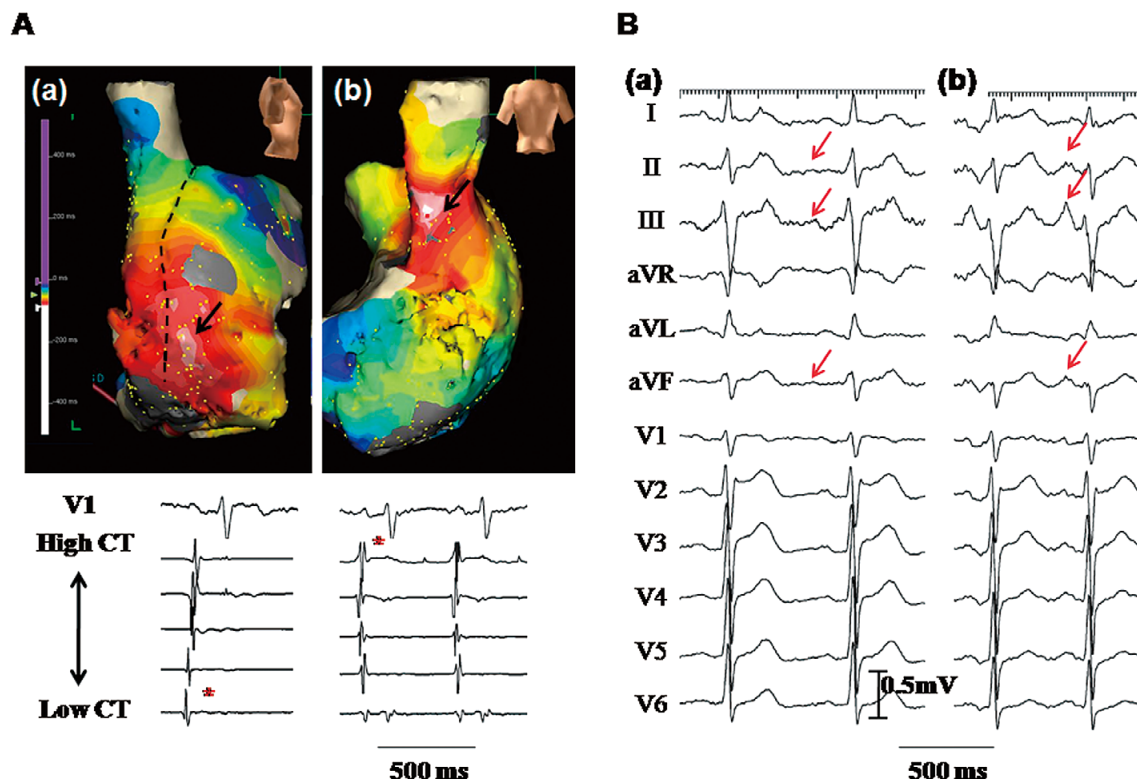 A
B
(a)
(b)
400 ms
200 ms
0 ms
-200 ms
-400 ms
V1
High CT
*
*
Low CT
500 ms
(a)
(b)
I
II
III
aVR
aVL
aVF
V1
V2
V3
V4
V5
V6
0.5mV
500 ms